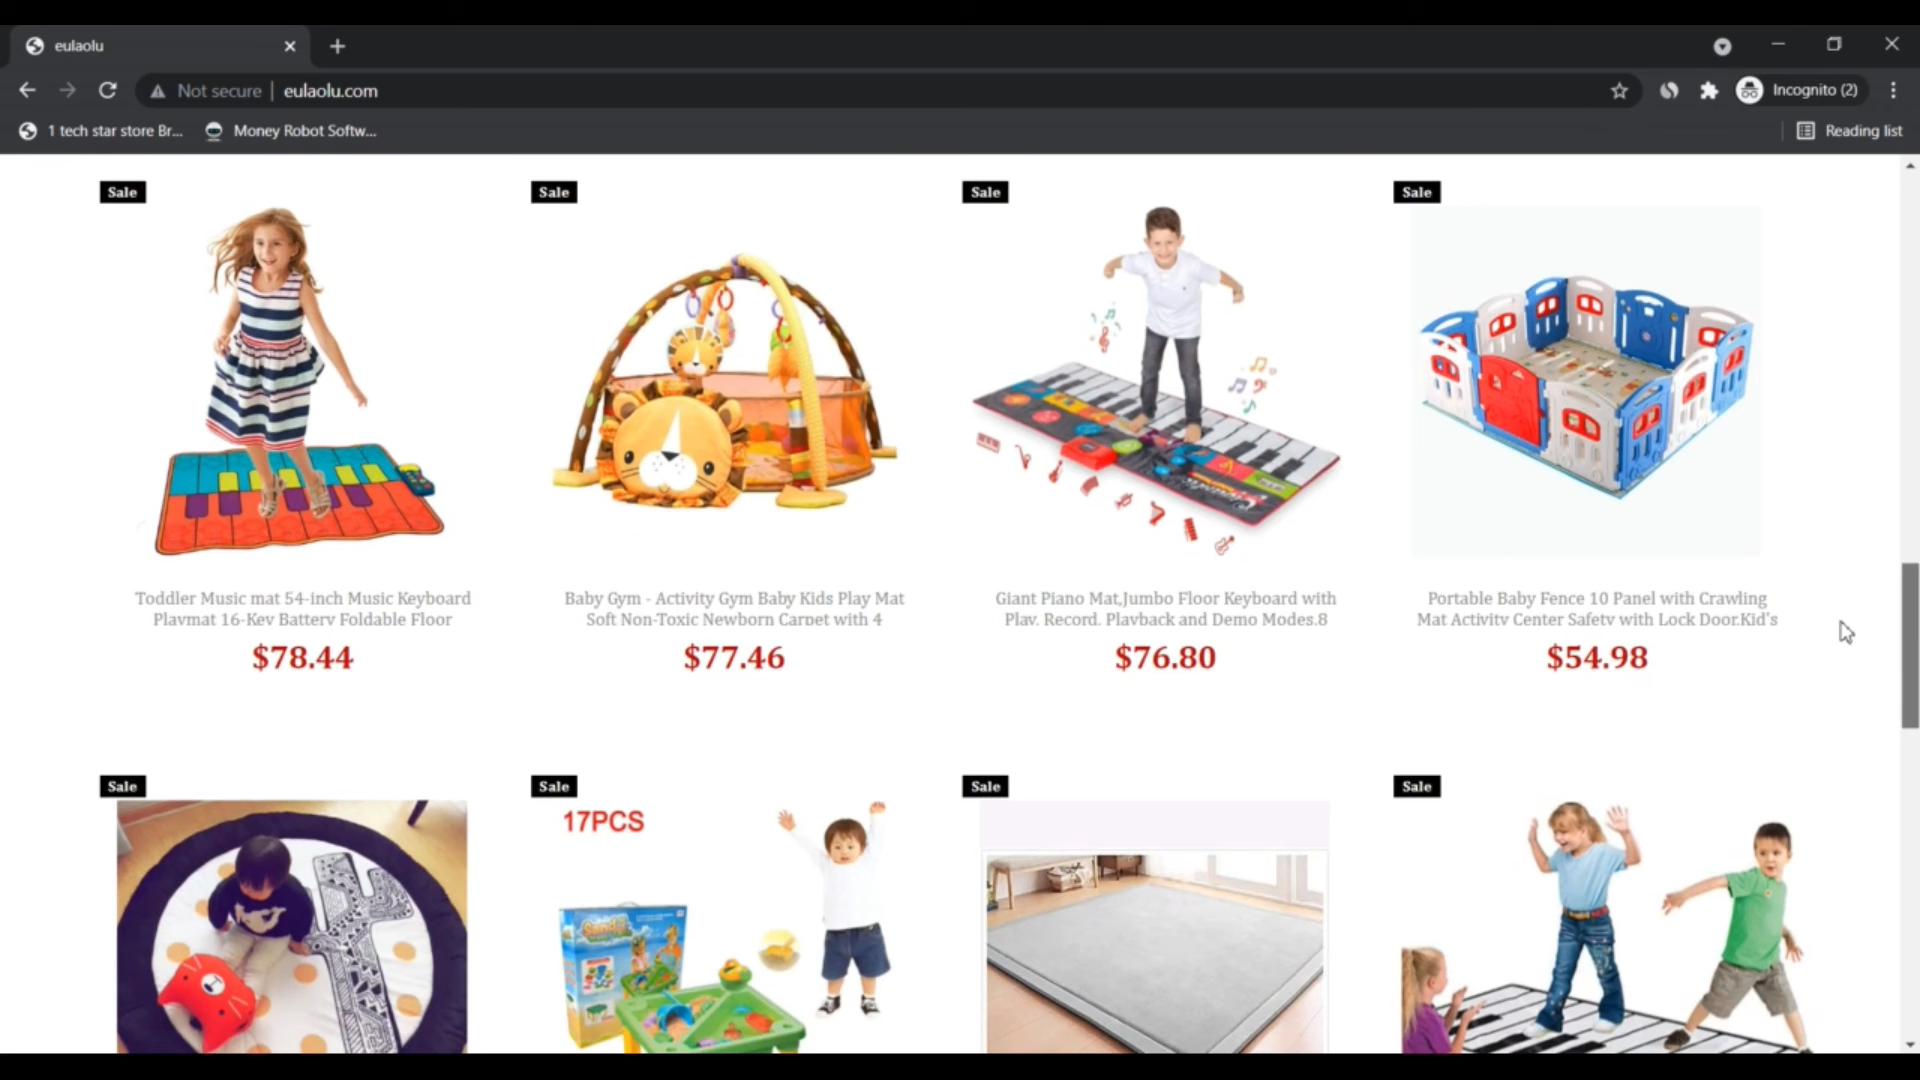 eulaolu
Not secure
eulaolu.com
Incognito (2)
1 tech star store Br...
Money Robot Softw...
Reading list
Sale
Sale
Sale
Sale
Toddler Music mat 54-inch Music Keyboard
Playmat 16-Key Battery Foldable Floor
$78.44
Baby Gym - Activity Gym Baby Kids Play Mat
Soft Non-Toxic Newborn Carpet with 4
$77.46
Giant Piano Mat,Jumbo Floor Keyboard with
Play, Record, Playback and Demo Modes,8
$76.80
Portable Baby Fence 10 Panel with Crawling
Mat Activity Center Safety with Lock Door,Kid's
$54.98
Sale
Sale
Sale
Sale
17PCS